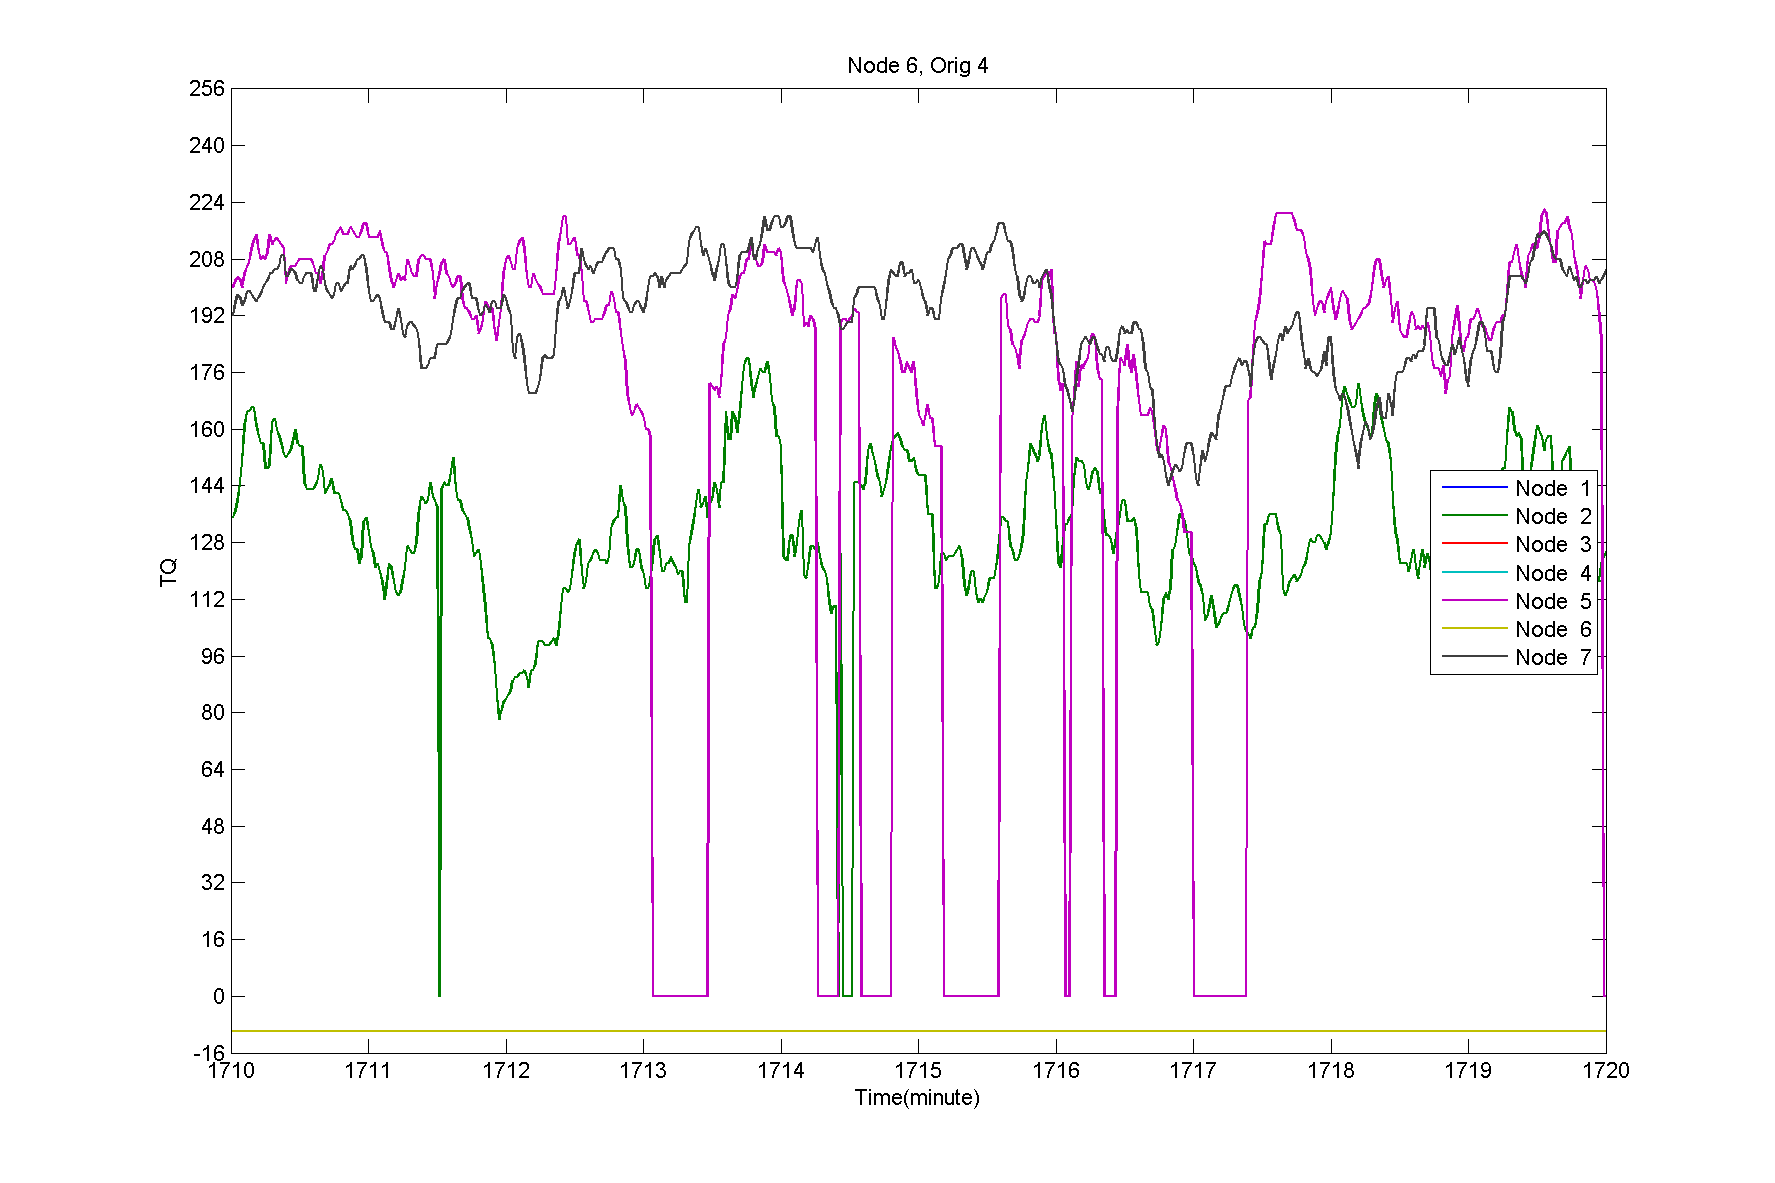 Node 6, Orig 4
256
240
224
208
192
176
160
144
128
112
96
80
64
48
32
16
0
-16
TQ
Node 1
Node 2
Node 3
Node 4
Node 5
Node 6
Node 7
1710 1711 1712 1713 1714 1715 1716 1717 1718 1719 1720
Time(minute)